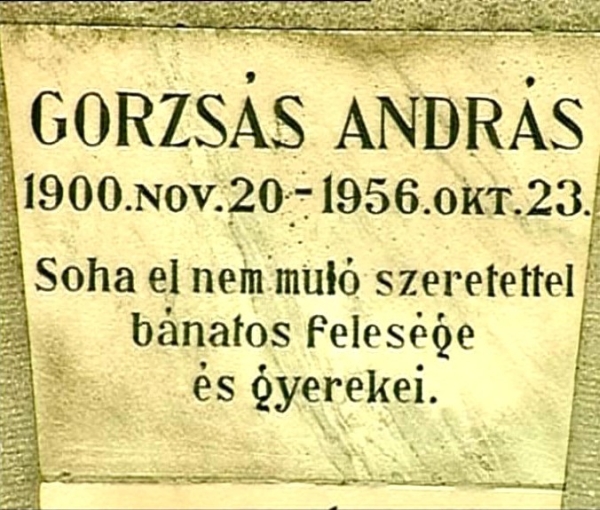 GORZSÁS ANDRÁS
1900.NOV.20-1956.OKT.23.
Soha el nem muló szeretettel
bánatos felesége
és gyerekei.